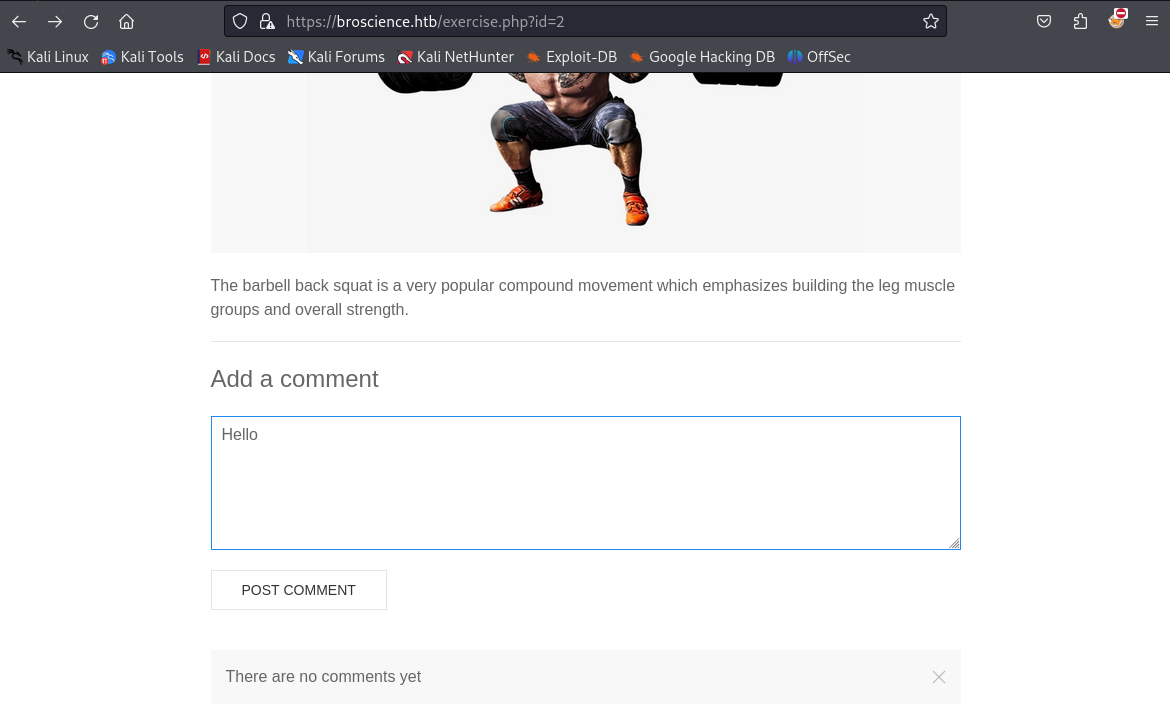 https://broscience.htb/exercise.php?id=2
Kali Linux Kali Tools Kali Docs Kali Forums Kali NetHunter Exploit-DB Google Hacking DB OffSec
The barbell back squat is a very popular compound movement which emphasizes building the leg muscle
groups and overall strength.
Add a comment
Hello
POST COMMENT
There are no comments yet